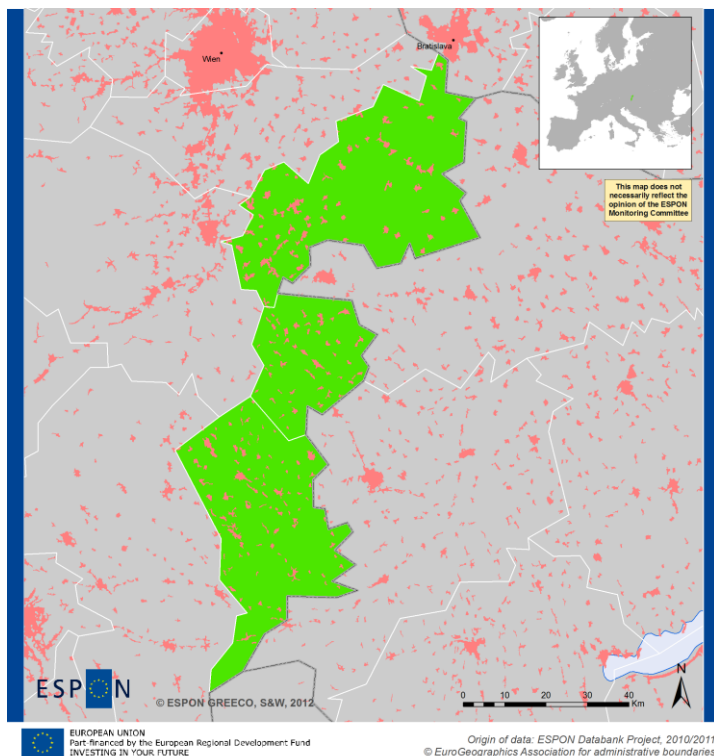 Wien
Bratislava
This map does not
necessarily reflect the
opinion of the ESPON
Monitoring Committee
N
ESPON
© ESPON GREECO, S&W, 2012
0 10 20 30 40
Km
EUROPEAN UNION
Part-financed by the European Regional Development Fund
INVESTING IN YOUR FUTURE
Origin of data: ESPON Databank Project, 2010/2011
© EuroGeographics Association for administrative boundaries